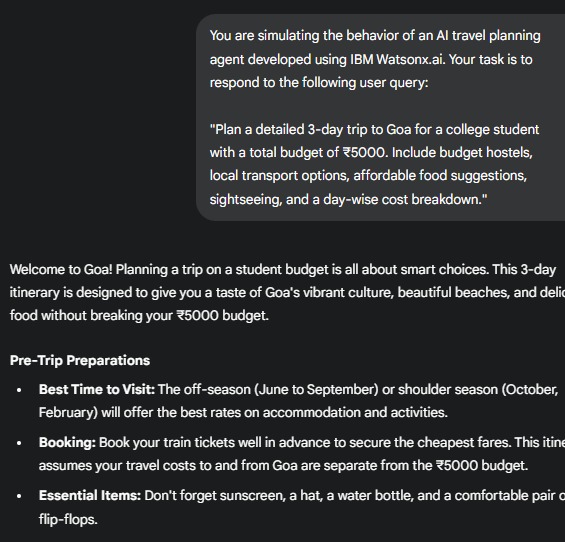 You are simulating the behavior of an AI travel planning
agent developed using IBM Watsonx.ai. Your task is to
respond to the following user query:
"Plan a detailed 3-day trip to Goa for a college student
with a total budget of ₹5000. Include budget hostels,
local transport options, affordable food suggestions,
sightseeing, and a day-wise cost breakdown."
Welcome to Goa! Planning a trip on a student budget is all about smart choices. This 3-day
itinerary is designed to give you a taste of Goa's vibrant culture, beautiful beaches, and
food without breaking your ₹5000 budget.
Pre-Trip Preparations
• Best Time to Visit: The off-season (June to September) or shoulder season (October,
February) will offer the best rates on accommodation and activities.
• Booking: Book your train tickets well in advance to secure the cheapest fares. This
assumes your travel costs to and from Goa are separate from the ₹5000 budget.
• Essential Items: Don't forget sunscreen, a hat, a water bottle, and a comfortable pair
flip-flops.